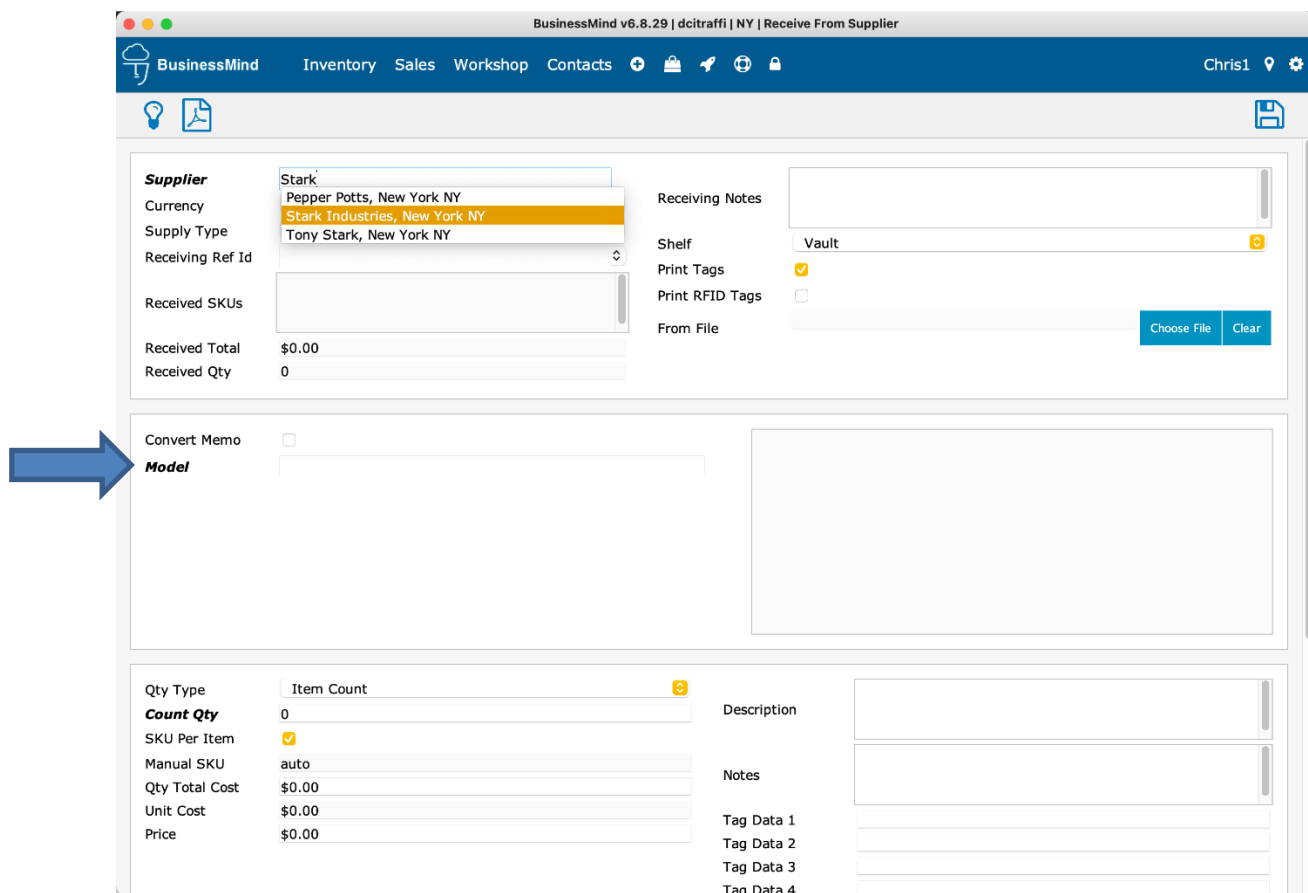 BusinessMind v6.8.29 | dcitraffi | NY | Receive From Supplier
BusinessMind Inventory Sales Workshop Contacts Chris1
Supplier Stark
Pepper Potts, New York NY
Stark Industries, New York NY
Tony Stark, New York NY
Currency
Supply Type
Receiving Ref Id
Received SKUs
Received Total $0.00
Received Qty 0
Receiving Notes
Shelf Vault
Print Tags
Print RFID Tags
From File Choose File Clear
Convert Memo
Model
Qty Type Item Count
Count Qty 0
SKU Per Item
Manual SKU auto
Qty Total Cost $0.00
Unit Cost $0.00
Price $0.00
Description
Notes
Tag Data 1
Tag Data 2
Tag Data 3
Tag Data 4